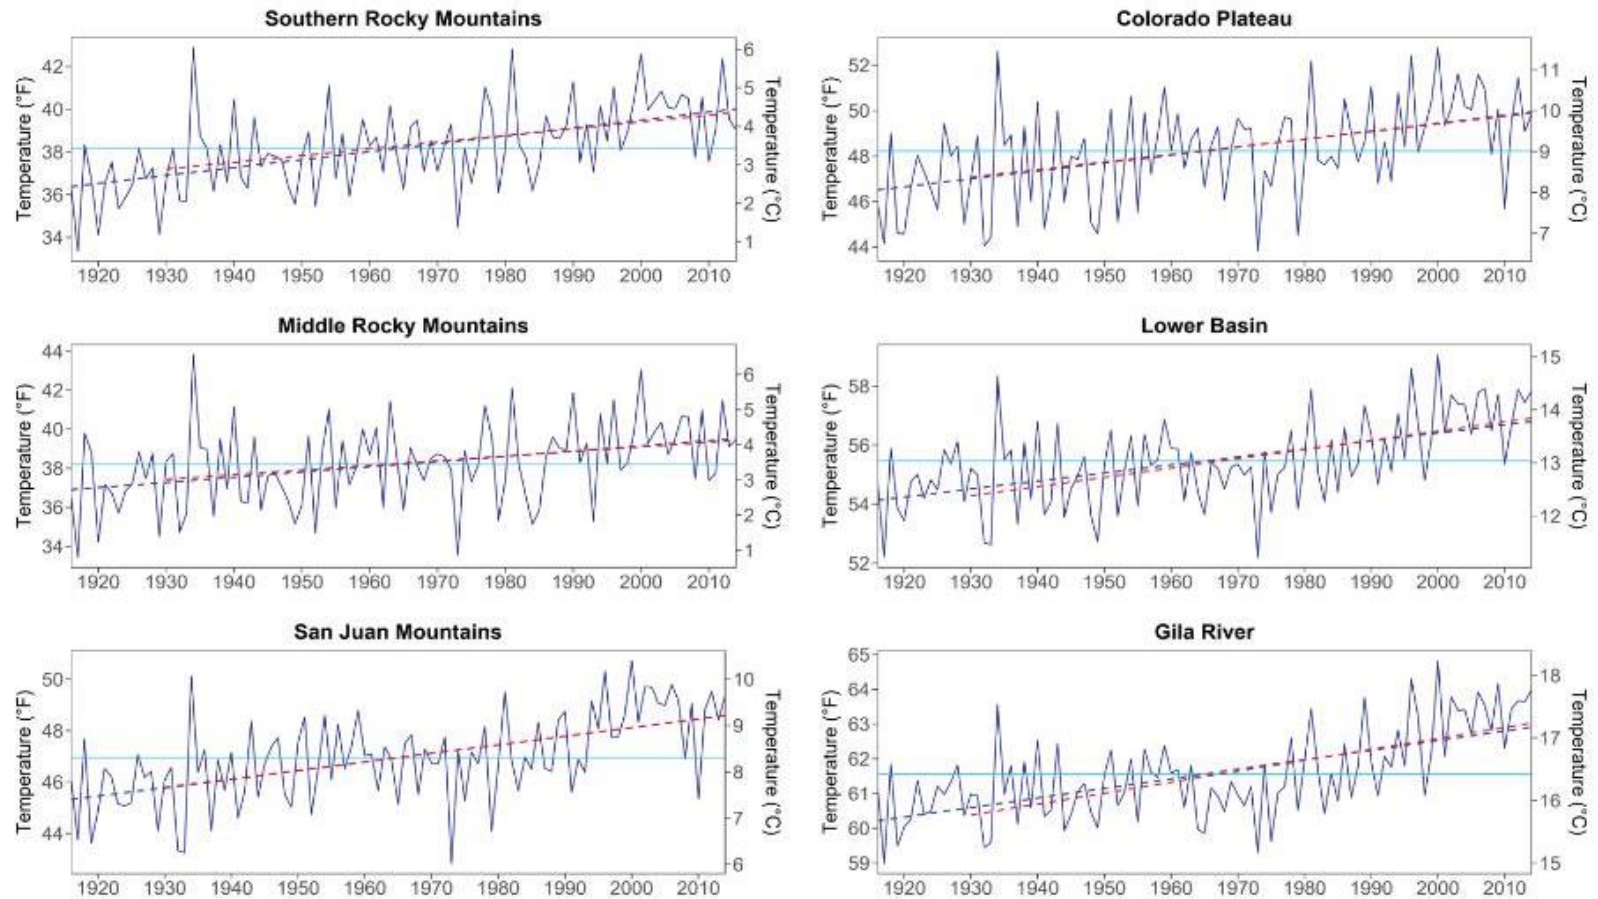 Southern Rocky Mountains
Temperature (°F)
42
40
38
36
34
6
5
4
3
2
1
Temperature (°C)
1920 1930 1940 1950 1960 1970 1980 1990 2000 2010
Colorado Plateau
Temperature (°F)
52
50
48
46
44
11
10
9
8
7
Temperature (°C)
1920 1930 1940 1950 1960 1970 1980 1990 2000 2010
Middle Rocky Mountains
Temperature (°F)
44
42
40
38
36
34
6
5
4
3
2
1
Temperature (°C)
1920 1930 1940 1950 1960 1970 1980 1990 2000 2010
Lower Basin
Temperature (°F)
58
56
54
52
15
14
13
12
Temperature (°C)
1920 1930 1940 1950 1960 1970 1980 1990 2000 2010
San Juan Mountains
Temperature (°F)
50
48
46
44
10
9
8
7
6
Temperature (°C)
1920 1930 1940 1950 1960 1970 1980 1990 2000 2010
Gila River
Temperature (°F)
65
64
63
62
61
60
59
18
17
16
15
Temperature (°C)
1920 1930 1940 1950 1960 1970 1980 1990 2000 2010